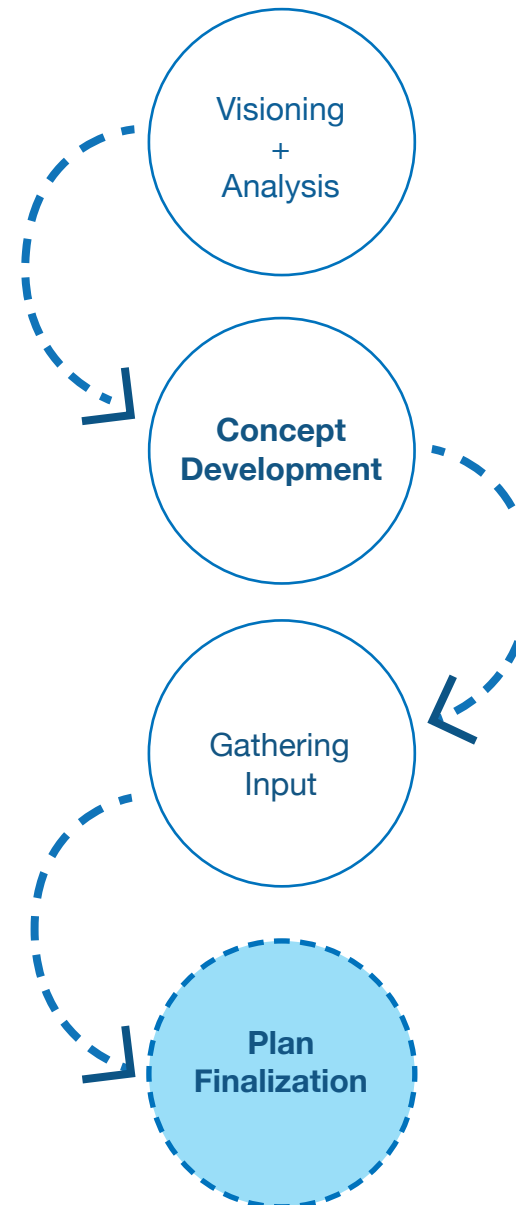 Visioning
+
Analysis
Concept
Development
Gathering
Input
Plan
Finalization